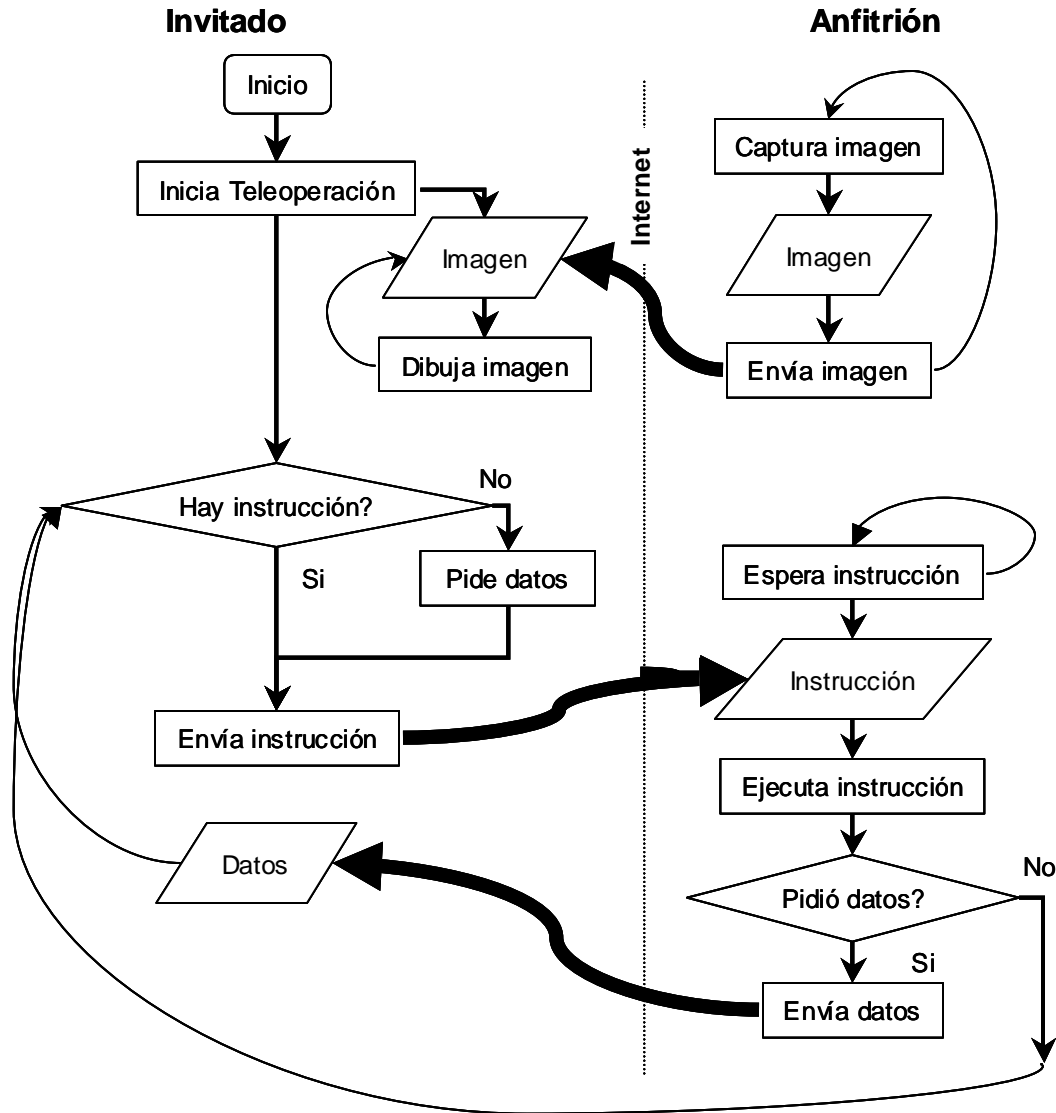 Invitado
Anfitrión
Inicio
Inicia Teleoperación
Imagen
Dibuja imagen
Internet
Captura imagen
Imagen
Envía imagen
Hay instrucción?
No
Si
Pide datos
Envía instrucción
Datos
Espera instrucción
Instrucción
Ejecuta instrucción
Pidió datos?
No
Si
Envía datos